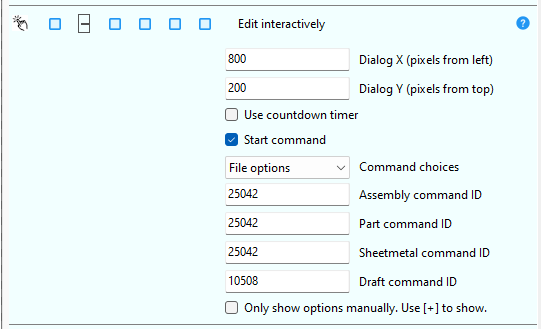 Edit interactively ?
800 Dialog X (pixels from left)
200 Dialog Y (pixels from top)
Use countdown timer
Start command
File options Command choices
25042 Assembly command ID
25042 Part command ID
25042 Sheetmetal command ID
10508 Draft command ID
Only show options manually. Use [+] to show.